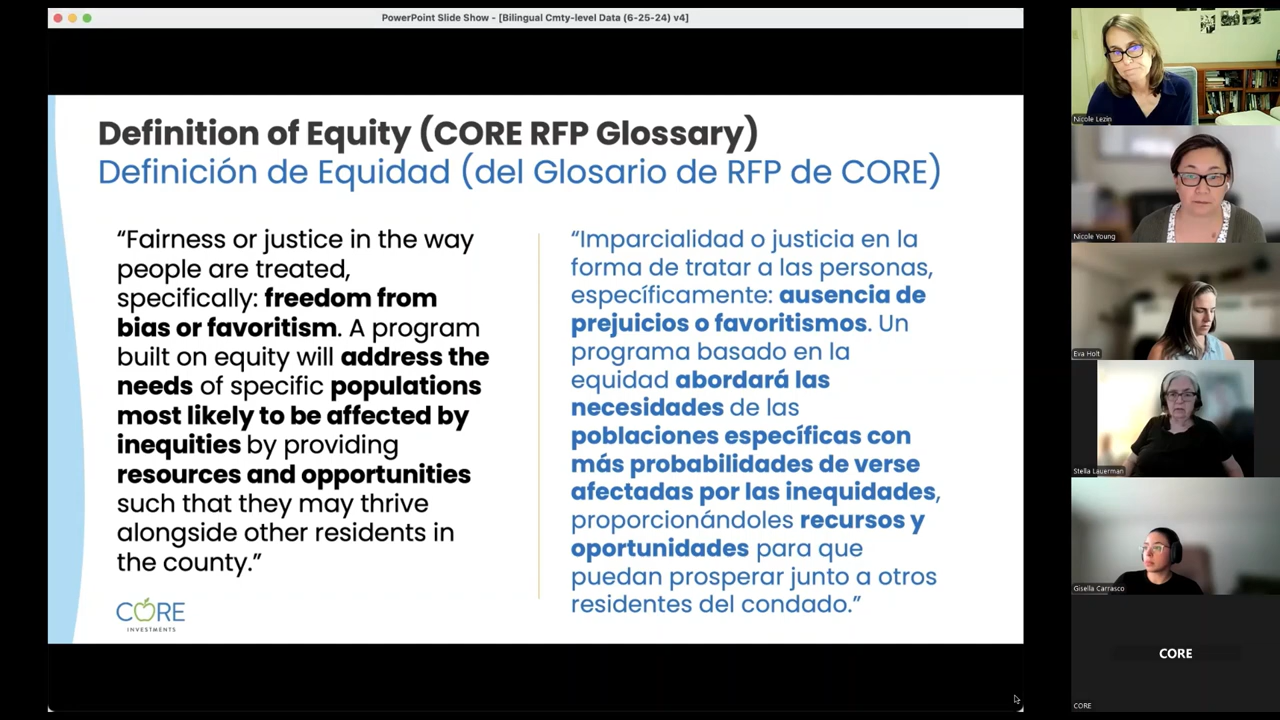 PowerPoint Slide Show - [Bilingual Cmty-level Data (6-25-24) v4]
Definition of Equity (CORE RFP Glossary)
Definición de Equidad (del Glosario de RFP de CORE)
“Fairness or justice in the way
people are treated,
specifically: freedom from
bias or favoritism. A program
built on equity will address the
needs of specific populations
most likely to be affected by
inequities by providing
resources and opportunities
such that they may thrive
alongside other residents in
the county.”
“Imparcialidad o justicia en la
forma de tratar a las personas,
específicamente: ausencia de
prejuicios o favoritismos. Un
programa basado en la
equidad abordará las
necesidades de las
poblaciones específicas con
más probabilidades de verse
afectadas por las inequidades,
proporcionándoles recursos y
oportunidades para que
puedan prosperar junto a otros
residentes del condado.”
CORE
INVESTMENTS
Nicole Lezin
Nicole Young
Eva Holt
Stella Lauerman
Gisella Carrasco
CORE
CORE